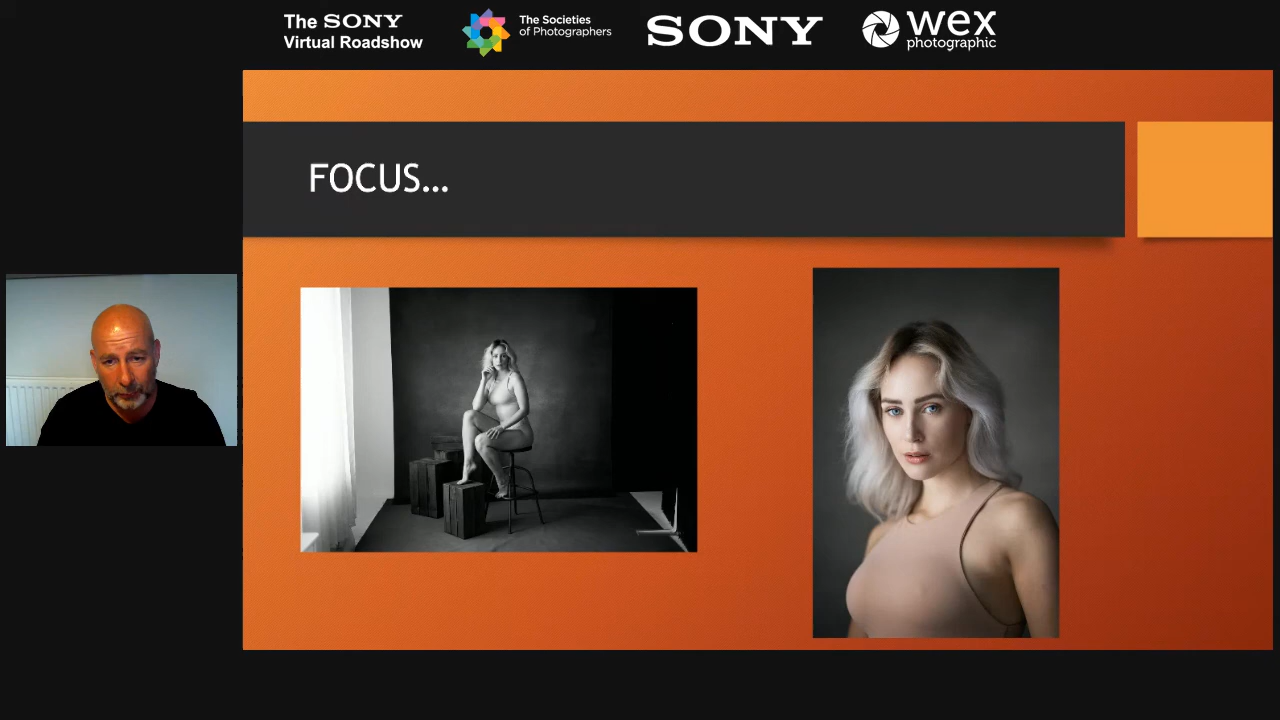 The SONY
Virtual Roadshow
The Societies
of Photographers
SONY
wex
photographic
FOCUS...